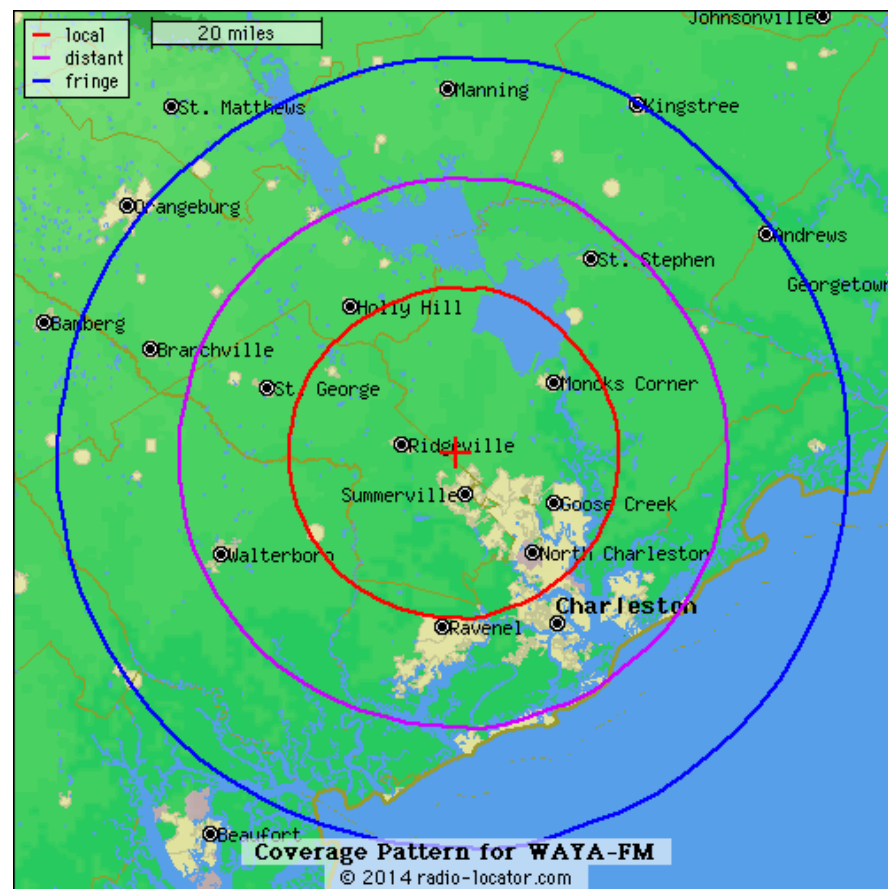 local
distant
fringe
20 miles
Johnsonville
St. Matthews
Manning
Kingstree
Orangeburg
Andrews
St. Stephen
Georgetown
Holly Hill
Bamberg
Branchville
St. George
Moncks Corner
Ridgeville
Summerville
Goose Creek
Walterboro
North Charleston
Charleston
Ravenel
Beaufort
Coverage Pattern for WAYA-FM
© 2014 radio-locator.com